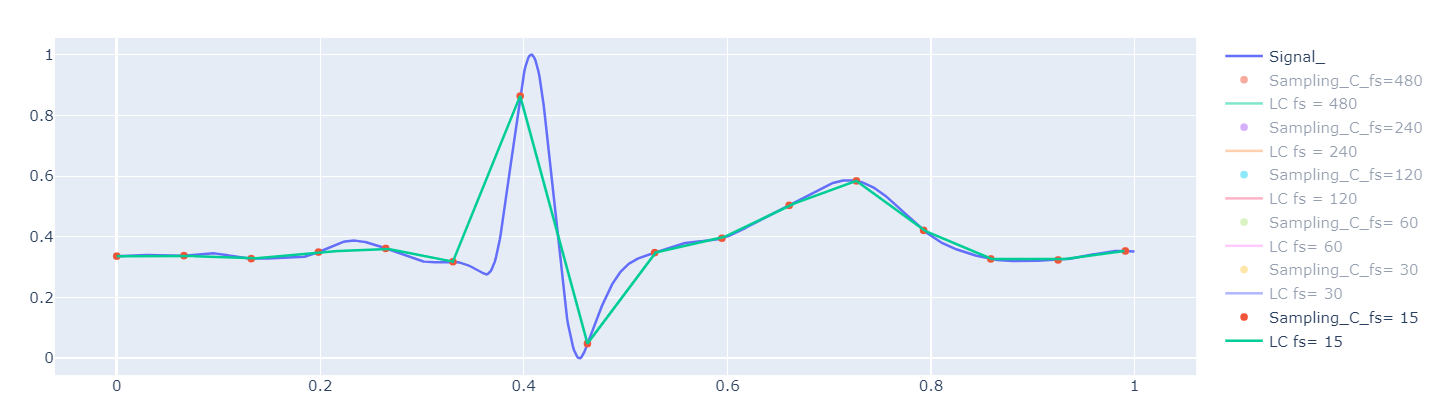 1
0.8
0.6
0.4
0.2
0
0 0.2 0.4 0.6 0.8 1
Signal_
Sampling_C_fs=480
LC fs = 480
Sampling_C_fs=240
LC fs = 240
Sampling_C_fs=120
LC fs = 120
Sampling_C_fs= 60
LC fs= 60
Sampling_C_fs= 30
LC fs= 30
Sampling_C_fs= 15
LC fs= 15